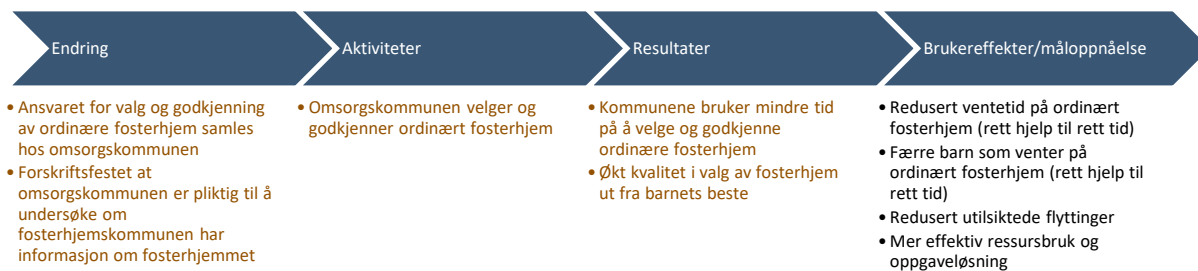 Endring
• Ansvaret for valg og godkjenning
av ordinære fosterhjem samles
hos omsorgskommunen
• Forskriftsfestet at
omsorgskommunen er pliktig til å
undersøke om
fosterhjemskommunen har
informasjon om fosterhjemmet
Aktiviteter
• Omsorgskommunen velger og
godkjenner ordinært fosterhjem
Resultater
• Kommunene bruker mindre tid
på å velge og godkjenne
ordinære fosterhjem
• Økt kvalitet i valg av fosterhjem
ut fra barnets beste
Brukereffekter/måloppnåelse
• Redusert ventetid på ordinært
fosterhjem (rett hjelp til rett tid)
• Færre barn som venter på
ordinært fosterhjem (rett hjelp til
rett tid)
• Redusert utilsiktede flyttinger
• Mer effektiv ressursbruk og
oppgaveløsning